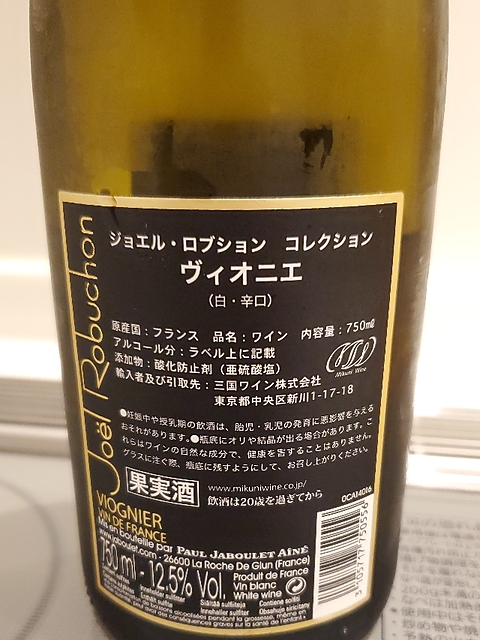 Joël Robuchon
ジョエル・ロブション コレクション
ヴィオニエ
(白・辛口)
原産国:フランス 品名:ワイン 内容量:750㎖
アルコール分:ラベル上に記載
添加物:酸化防止剤(亜硫酸塩)
輸入者及び引取先:三国ワイン株式会社
東京都中央区新川1-17-18
Mikuni Wine
●妊娠中や授乳期の飲酒は、胎児・乳児の発育に悪影響を与える
おそれがあります。●瓶底にオリや結晶が出る場合があります。こ
れらはワインの自然な成分で、健康を害することはありません。
グラスに注ぐ際、瓶底に残すようにして、お召し上がりください。
果実酒
www.mikuniwine.co.jp/
飲酒は20歳を過ぎてから
0CA14016
VIOGNIER
VIN DE FRANCE
Mis en bouteille par PAUL JABOULET AÎNÉ
www.jaboulet.com - 26600 La Roche De Glun (France)
750 ml - 12.5% Vol.
Produit de France
Vin blanc
White wine